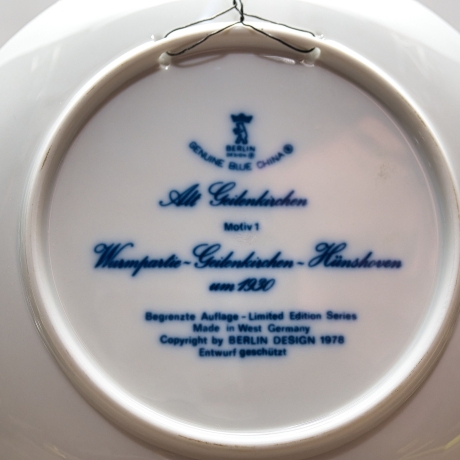 BERLIN
DESIGN ®
GENUINE BLUE CHINA ®
Alt Geilenkirchen
Motiv 1
Wurmpartie - Geilenkirchen - Hünshoven
um 1930
Begrenzte Auflage - Limited Edition Series
Made in West Germany
Copyright by BERLIN DESIGN 1978
Entwurf geschützt